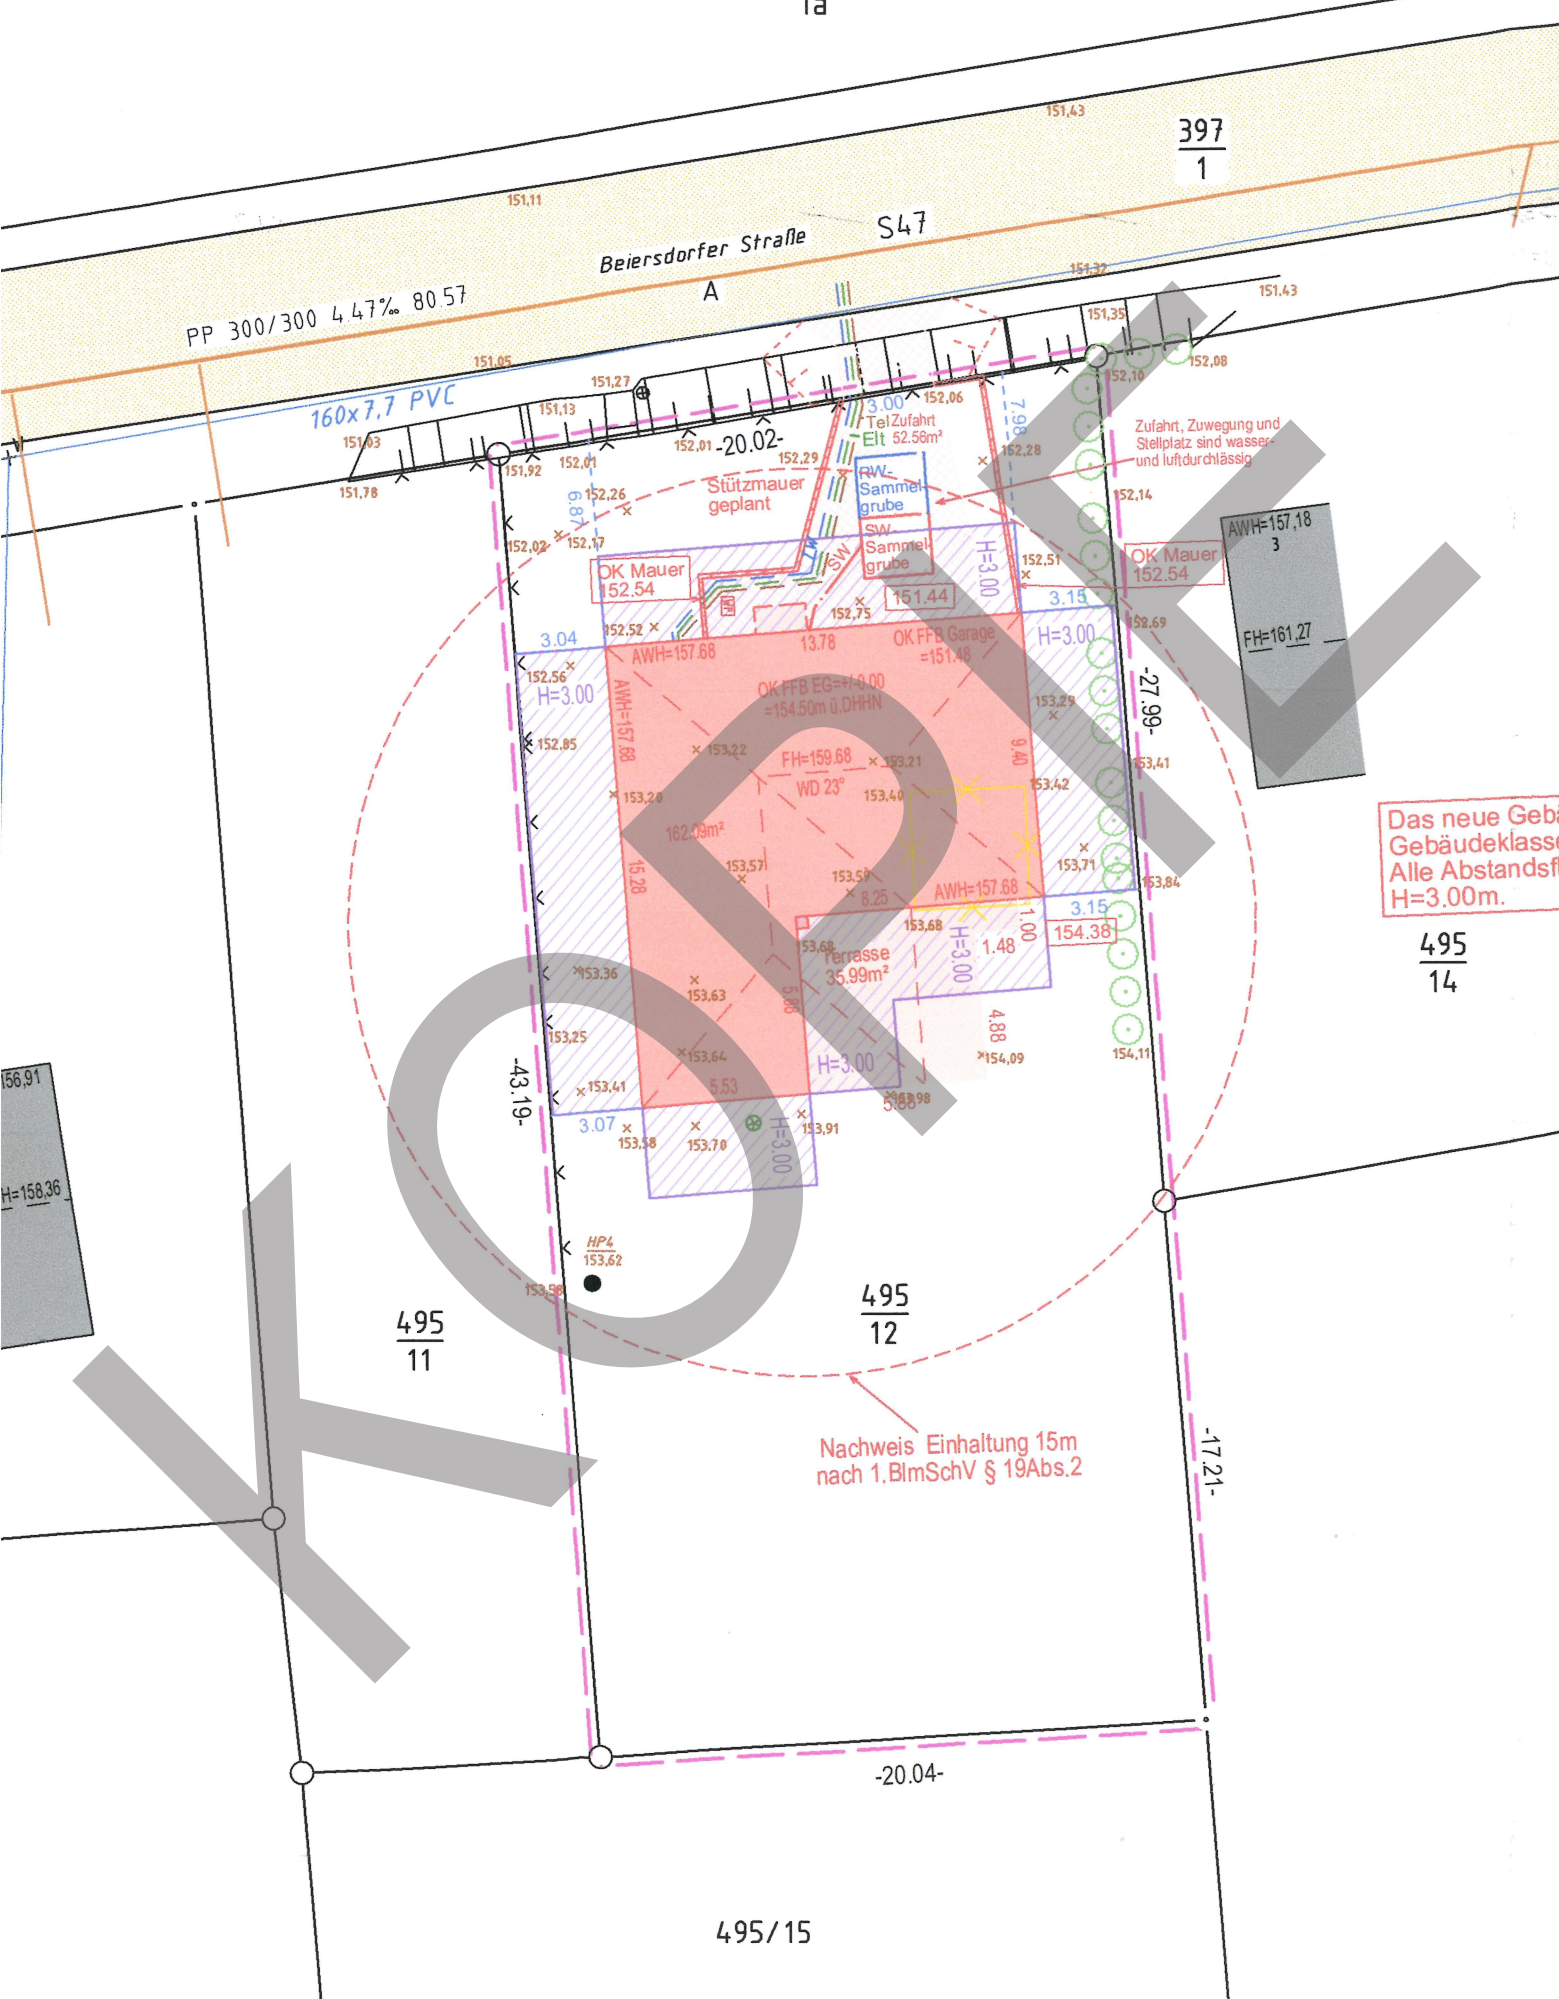 1a
151,43
397
1
151,11
S47
Beiersdorfer Straße
A
PP 300/300 4.47‰ 80.57
151,32
151,43
151,35
151,05
151,27
152,08
152,10
160x7,7 PVC
151,13
3.00
152,06
7.98
151,03
Tel
Zufahrt
Elt
52.56m²
152,01
-20.02-
Zufahrt, Zuwegung und
Stellplatz sind wasser-
und luftdurchlässig
151,78
151,92
152,01
152,29
152,28
RW-
Sammel-
grube
Stützmauer
geplant
6.87
152,26
152,14
152,02
152,17
AWH=157,18
3
SW-
Sammel-
grube
SW
H=3.00
152,51
OK Mauer
152.54
OK Mauer
152.54
151.44
3.15
152,75
152,52
152,69
3.04
13.78
OK FFB Garage
=151.48
H=3.00
FH=161,27
AWH=157.68
152,56
H=3.00
AWH=157.68
OK FFB EG=+/-0.00
=154.50m ü.DHHN
-27.99-
153,29
152,85
153,22
FH=159.68
153,21
9.40
153,41
WD 23°
153,20
153,40
153,42
162.09m²
Das neue Geb
Gebäudeklasse
Alle Abstandsf
H=3.00m.
153,57
153,59
153,71
15.28
8.25
AWH=157.68
153,84
3.15
153,68
1.00
154.38
153,68
Terrasse
35.99m²
H=3.00
1.48
495
14
153,36
153,63
5.88
153,25
4.88
153,64
H=3.00
154,09
154,11
156,91
-43.19-
153,41
5.53
3.07
153,58
153,70
H=3.00
153,91
H=158,36
HP4
153,62
495
12
495
11
Nachweis Einhaltung 15m
nach 1.BImSchV § 19Abs.2
-17.21-
-20.04-
495/15
KOPIE